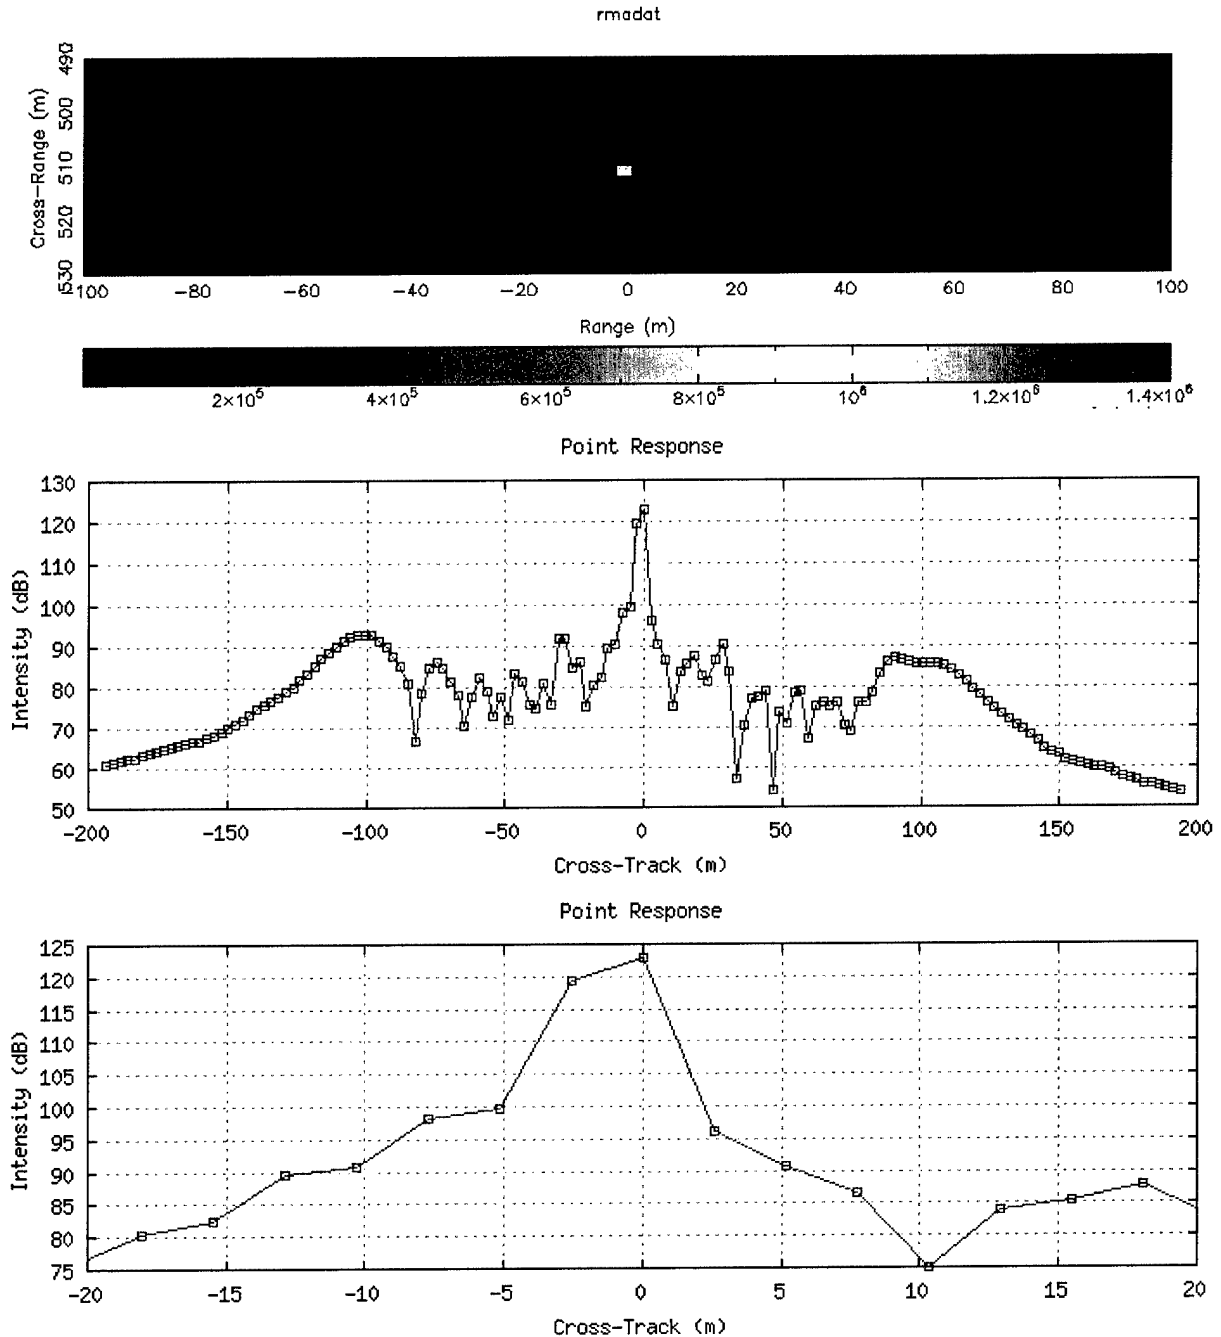 rmadat
Cross-Range (m)
490
500
510
520
530
-100 -80 -60 -40 -20 0 20 40 60 80 100
Range (m)
2×10⁵ 4×10⁵ 6×10⁵ 8×10⁵ 10⁶ 1.2×10⁶ 1.4×10⁶
Point Response
Intensity (dB)
130
120
110
100
90
80
70
60
50
-200 -150 -100 -50 0 50 100 150 200
Cross-Track (m)
Point Response
Intensity (dB)
125
120
115
110
105
100
95
90
85
80
75
-20 -15 -10 -5 0 5 10 15 20
Cross-Track (m)